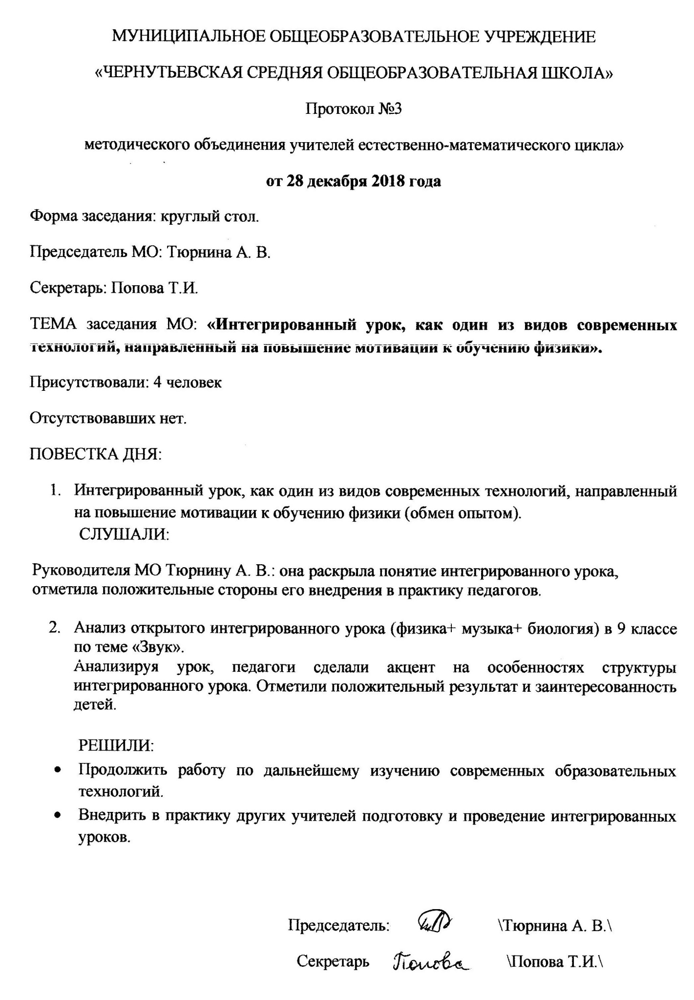 МУНИЦИПАЛЬНОЕ ОБЩЕОБРАЗОВАТЕЛЬНОЕ УЧРЕЖДЕНИЕ
«ЧЕРНУТЬЕВСКАЯ СРЕДНЯЯ ОБЩЕОБРАЗОВАТЕЛЬНАЯ ШКОЛА»
Протокол №3
методического объединения учителей естественно-математического цикла»
от 28 декабря 2018 года
Форма заседания: круглый стол.
Председатель МО: Тюрнина А. В.
Секретарь: Попова Т.И.
ТЕМА заседания МО: «Интегрированный урок, как один из видов современных
технологий, направленный на повышение мотивации к обучению физики».
Присутствовали: 4 человек
Отсутствовавших нет.
ПОВЕСТКА ДНЯ:
1. Интегрированный урок, как один из видов современных технологий, направленный
на повышение мотивации к обучению физики (обмен опытом).
СЛУШАЛИ:
Руководителя МО Тюрнину А. В.: она раскрыла понятие интегрированного урока,
отметила положительные стороны его внедрения в практику педагогов.
2. Анализ открытого интегрированного урока (физика+ музыка+ биология) в 9 классе
по теме «Звук».
Анализируя урок, педагоги сделали акцент на особенностях структуры
интегрированного урока. Отметили положительный результат и заинтересованность
детей.
РЕШИЛИ:
• Продолжить работу по дальнейшему изучению современных образовательных
технологий.
• Внедрить в практику других учителей подготовку и проведение интегрированных
уроков.
Председатель: \Тюрнина А. В.\
Секретарь Попова \Попова Т.И.\